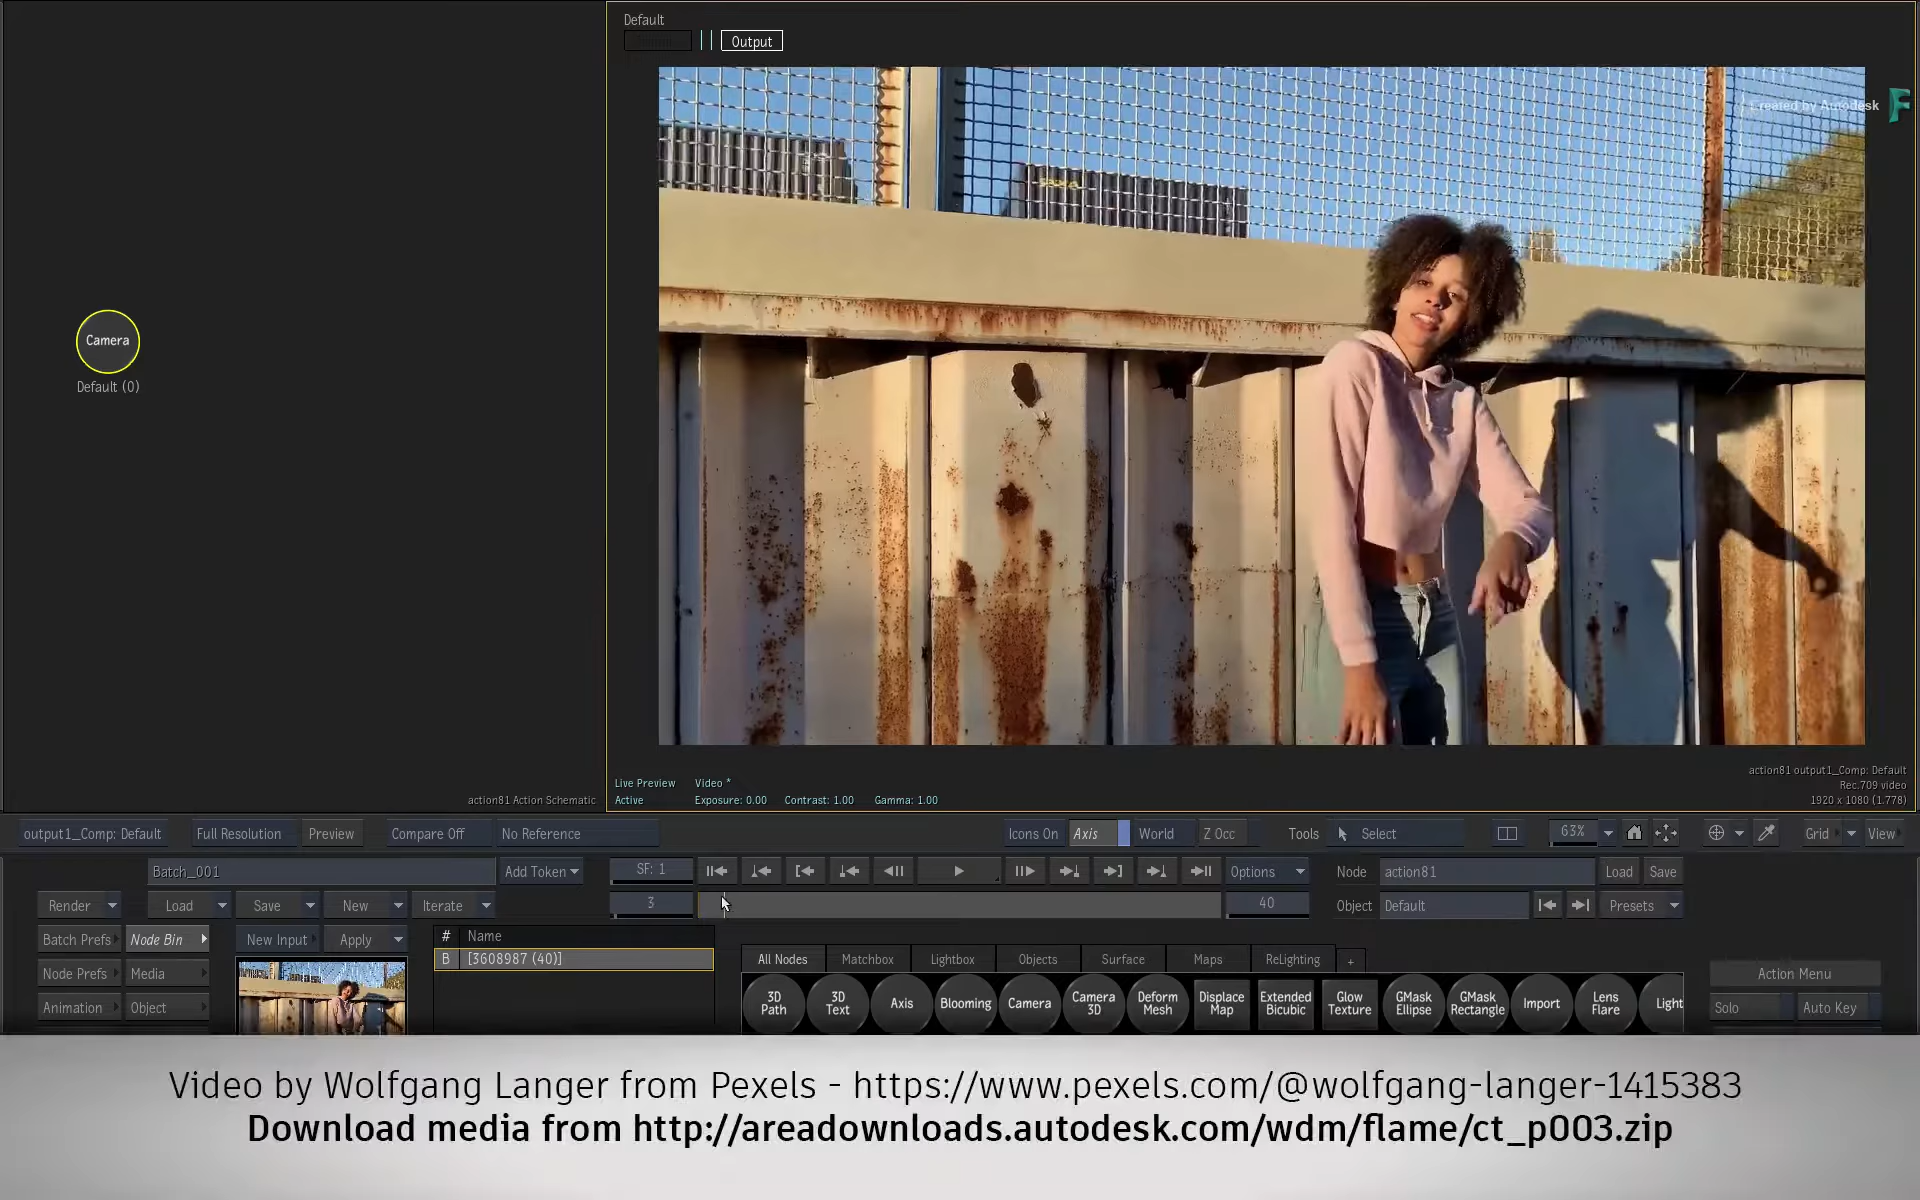 Default
Output
Created by Autodesk
Camera
Default (0)
action81 Action Schematic
Live Preview Video *
Active Exposure: 0.00 Contrast: 1.00 Gamma: 1.00
action81 output1_Comp: Default
Rec.709 video
1920 x 1080 (1.778)
output1_Comp: Default Full Resolution Preview Compare Off No Reference Icons On Axis World Z Occ Tools Select 63% Grid View
Batch_001 Add Token SF: 1 Options Node action81 Load Save
Render Load Save New Iterate 3 40 Object Default Presets
Batch Prefs Node Bin New Input Apply # Name
Node Prefs Media B [3608987 (40)] All Nodes Matchbox Lightbox Objects Surface Maps ReLighting + Action Menu
Animation Object 3D Path 3D Text Axis Blooming Camera Camera 3D Deform Mesh Displace Map Extended Bicubic Glow Texture GMask Ellipse GMask Rectangle Import Lens Flare Light Solo Auto Key
Video by Wolfgang Langer from Pexels - https://www.pexels.com/@wolfgang-langer-1415383
Download media from http://areadownloads.autodesk.com/wdm/flame/ct_p003.zip